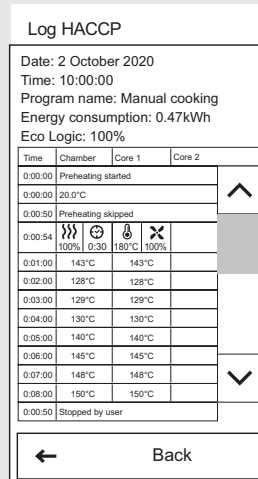 Log HACCP
Date: 2 October 2020
Time: 10:00:00
Program name: Manual cooking
Energy consumption: 0.47kWh
Eco Logic: 100%
Time Chamber Core 1 Core 2
0:00:00 Preheating started
0:00:00 20.0°C
0:00:50 Preheating skipped
0:00:54 100% 0:30 180°C 100%
0:01:00 143°C 143°C
0:02:00 128°C 128°C
0:03:00 129°C 129°C
0:04:00 130°C 130°C
0:05:00 140°C 140°C
0:06:00 145°C 145°C
0:07:00 148°C 148°C
0:08:00 150°C 150°C
0:00:50 Stopped by user
Back